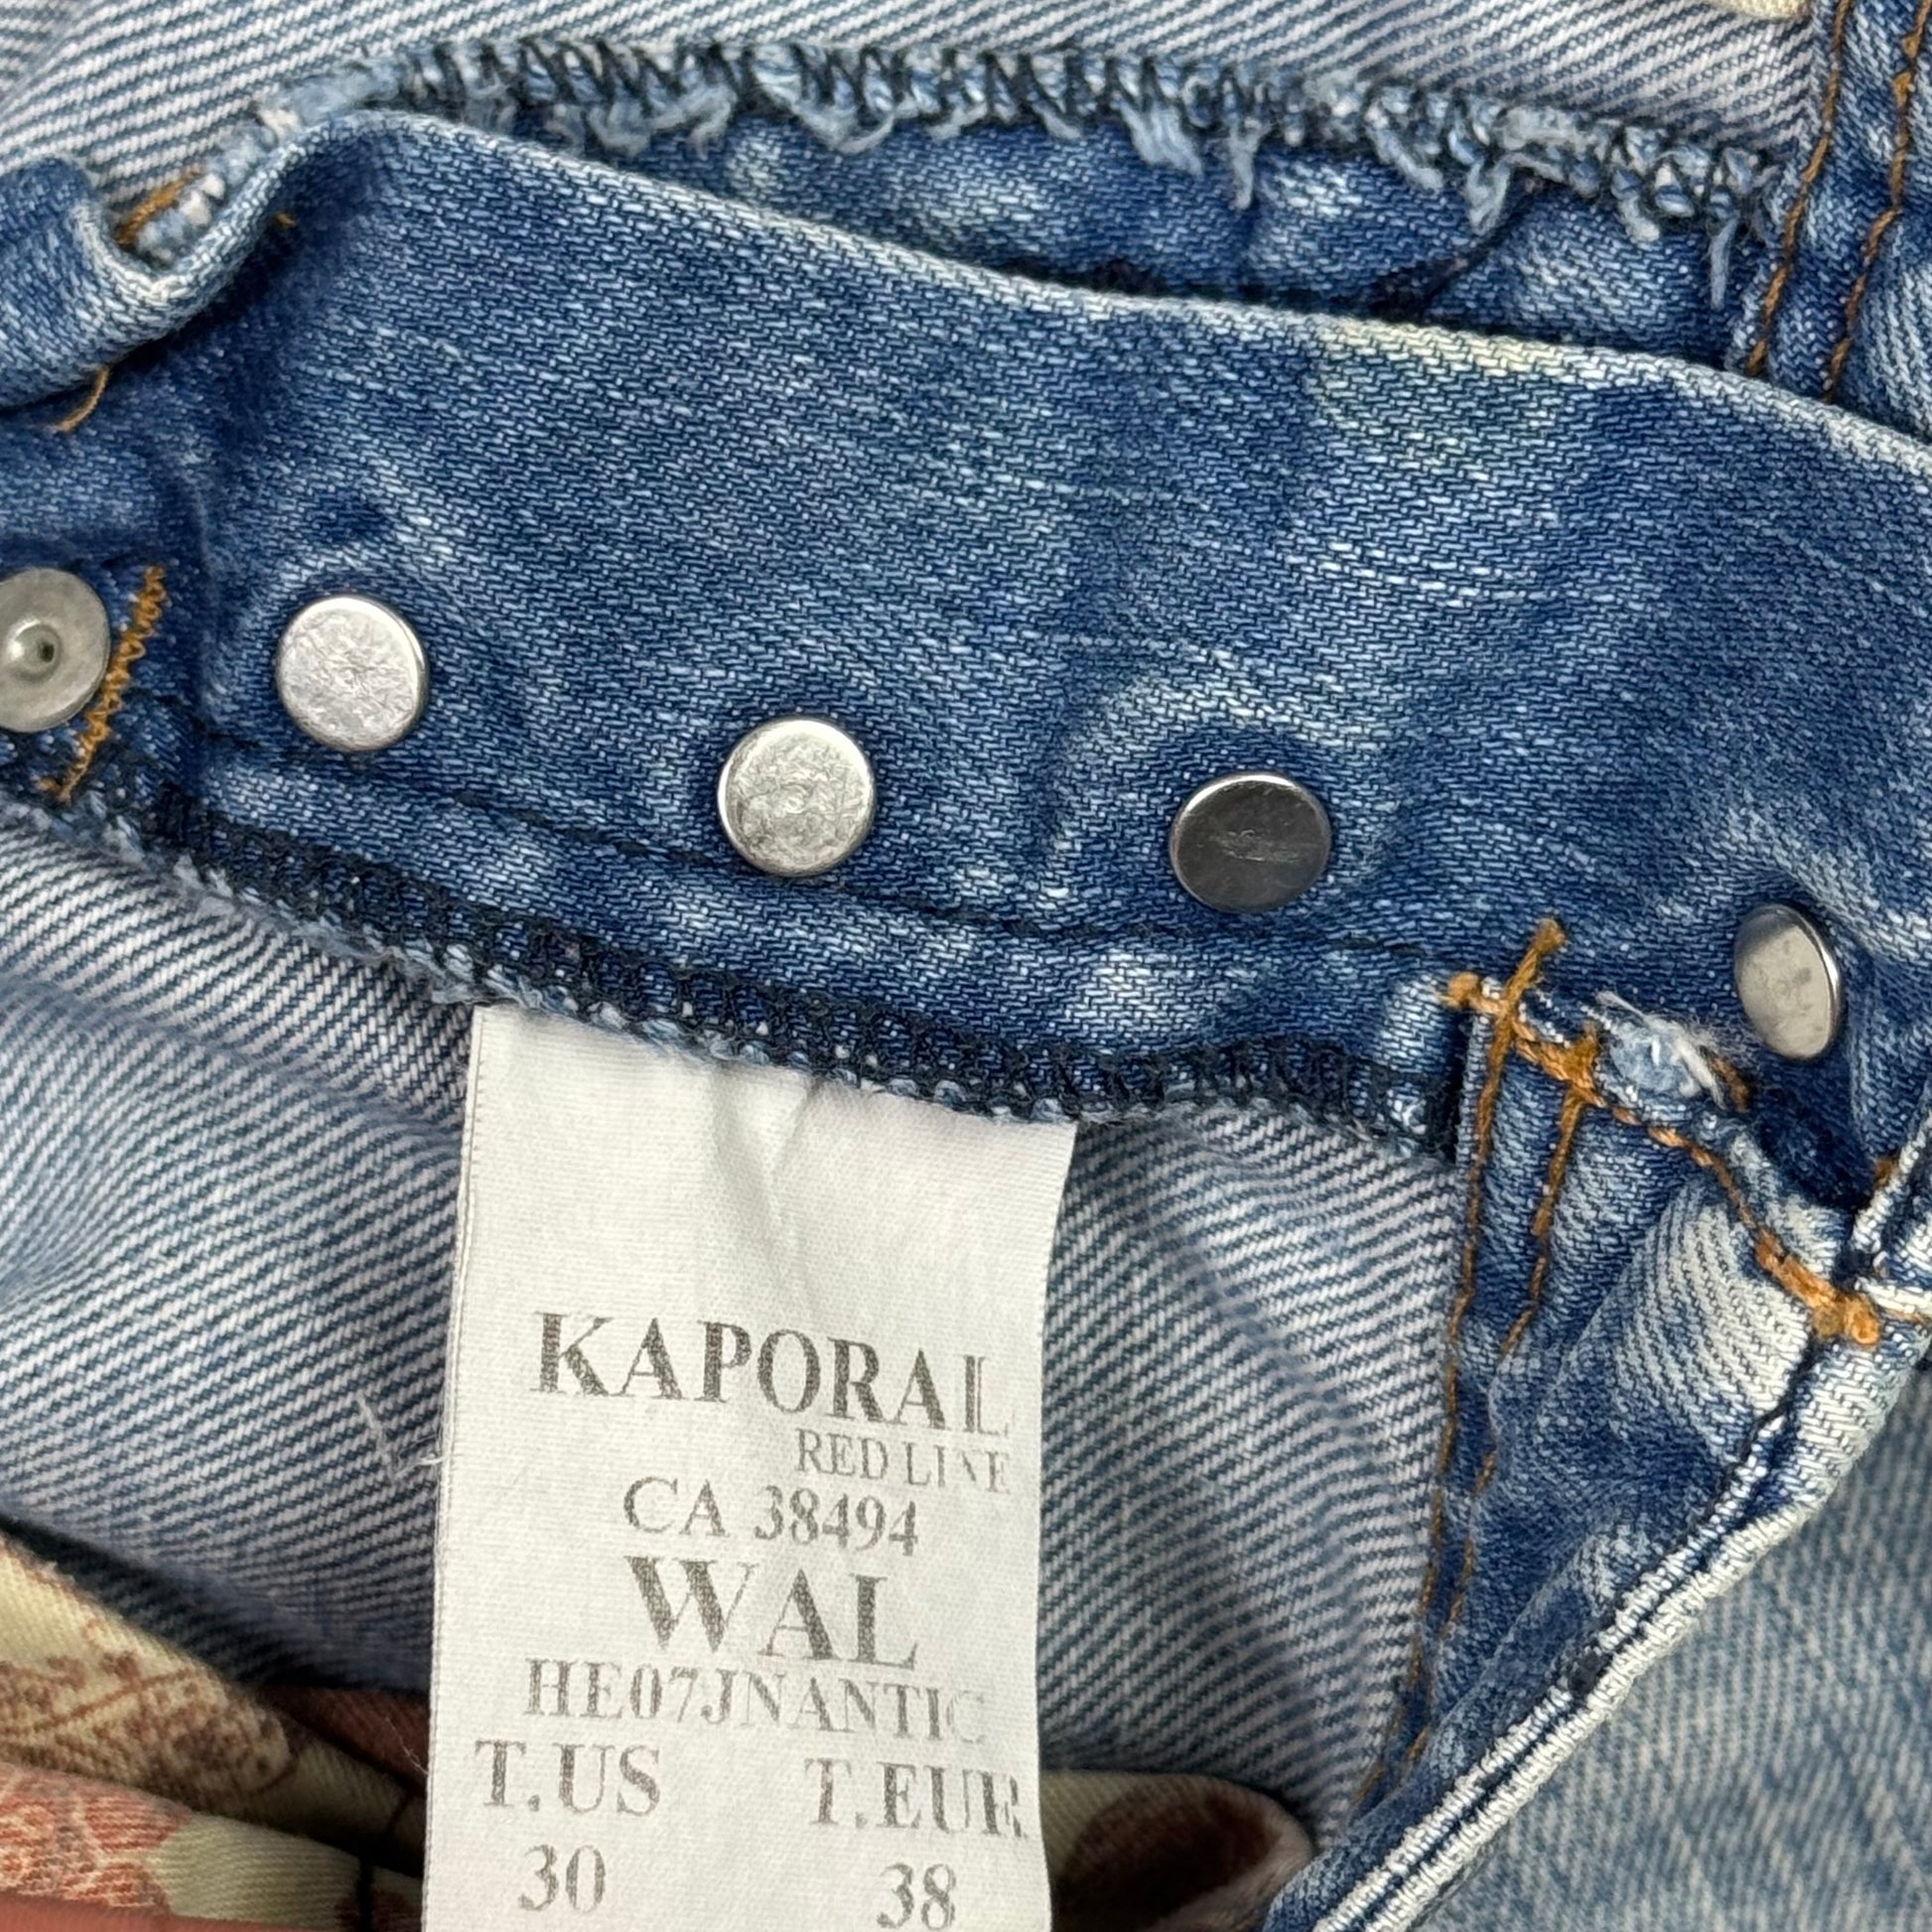 KAPORAL
RED LINE
CA 38494
WAL
HE07JNANTIC
T.US T.EUR
30 38